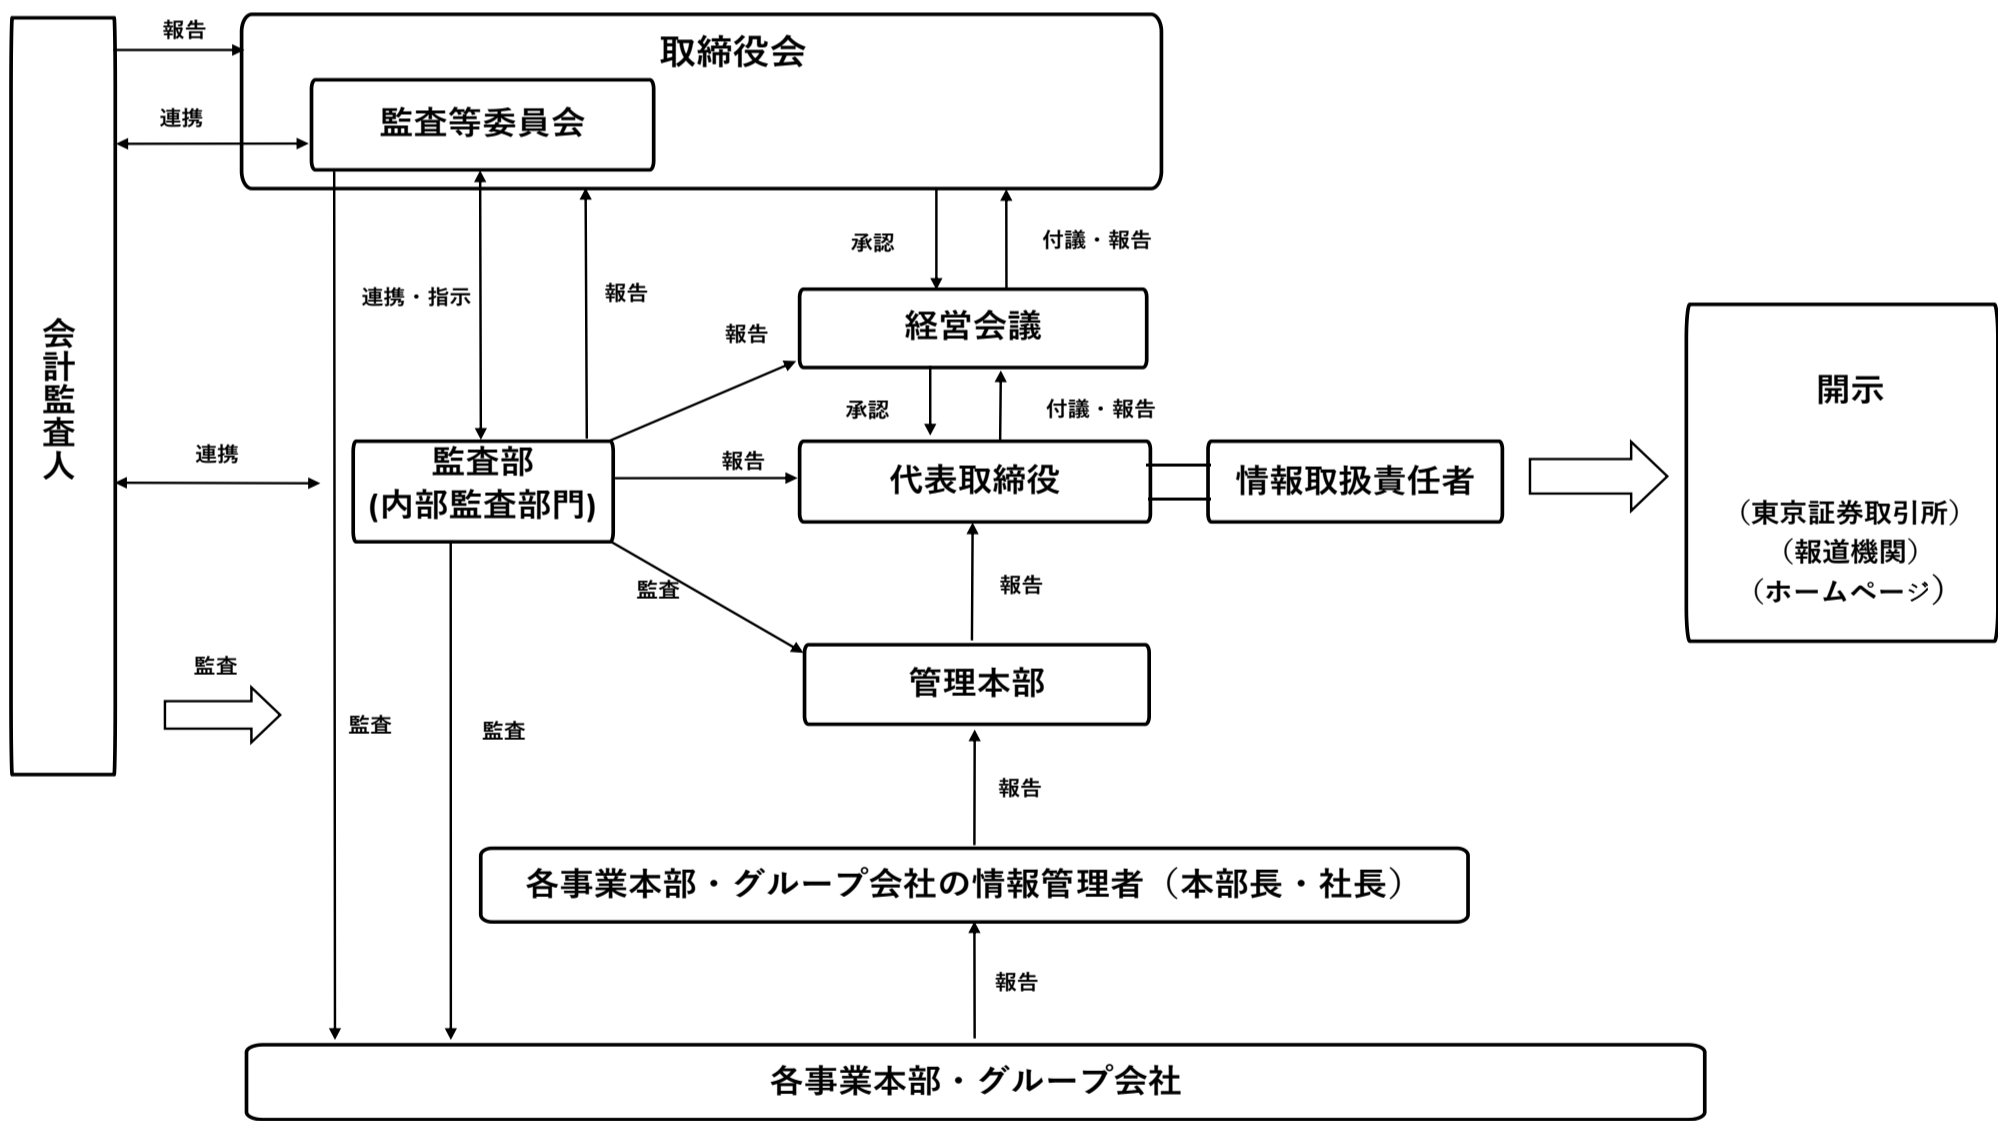 報告
取締役会
連携
監査等委員会
承認
付議・報告
連携・指示
報告
報告
経営会議
会計監査人
承認
付議・報告
開示
連携
監査部
(内部監査部門)
報告
代表取締役
情報取扱責任者
（東京証券取引所）
（報道機関）
（ホームページ）
監査
報告
監査
管理本部
監査
監査
報告
各事業本部・グループ会社の情報管理者（本部長・社長）
報告
各事業本部・グループ会社